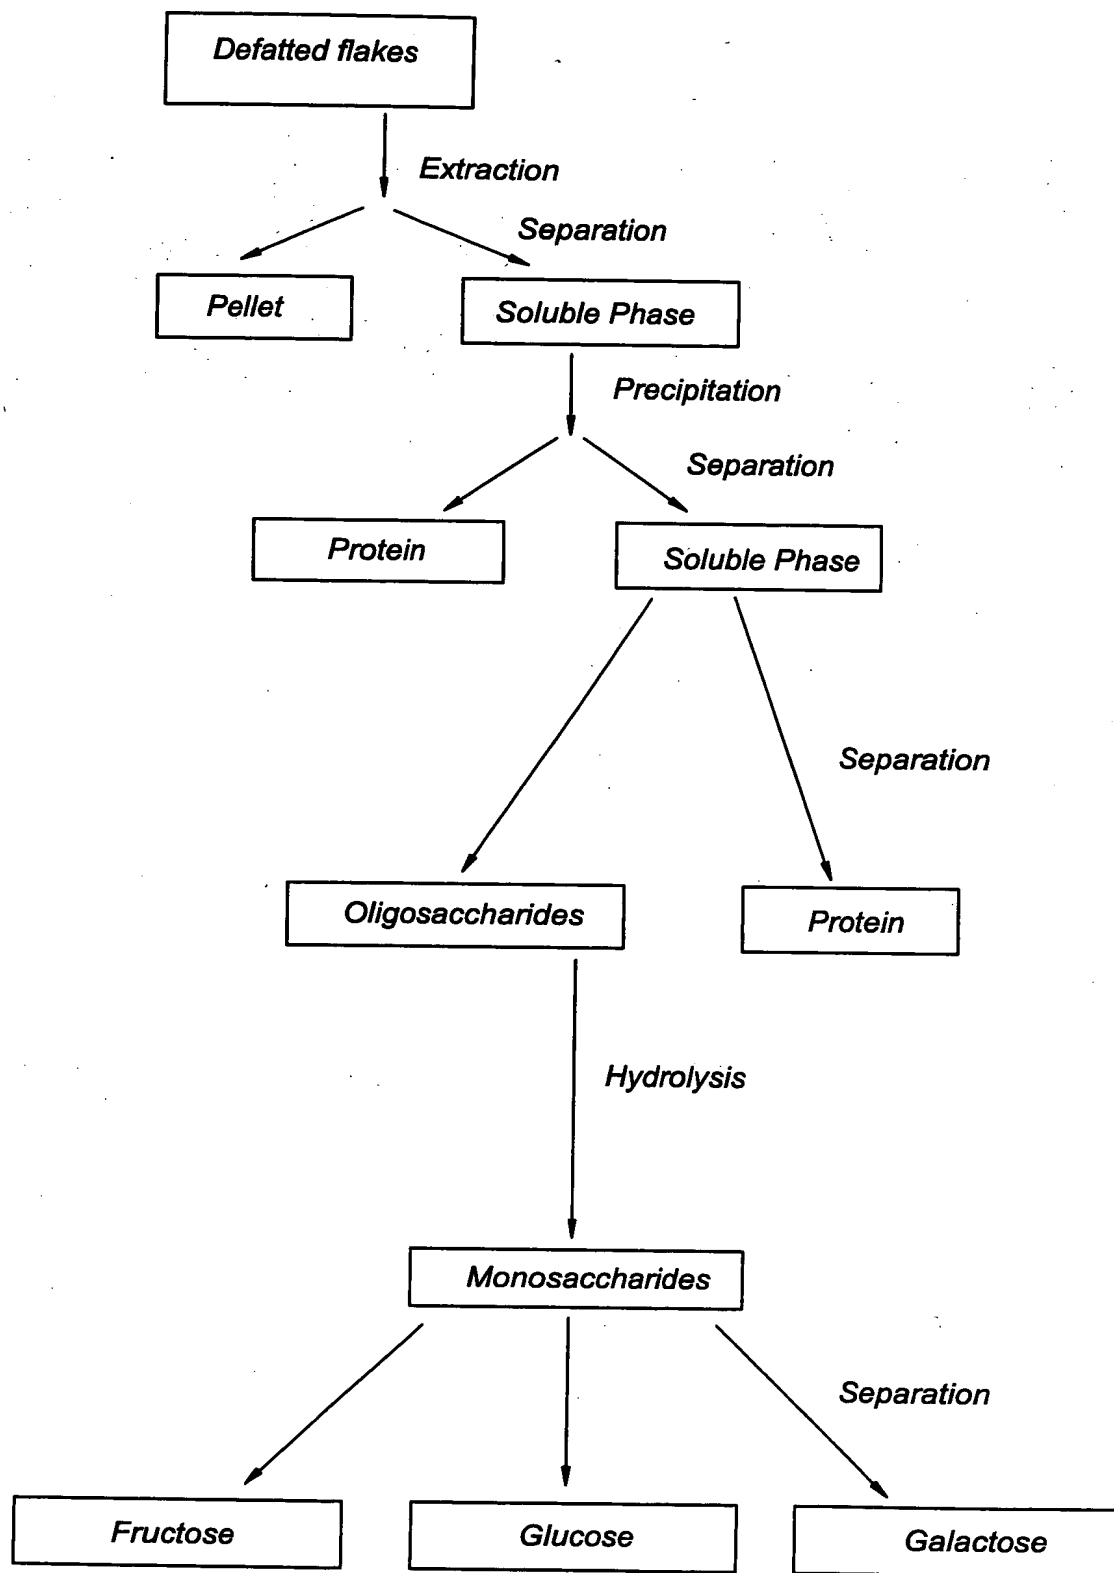 Defatted flakes
Extraction
Separation
Pellet
Soluble Phase
Precipitation
Separation
Protein
Soluble Phase
Separation
Oligosaccharides
Protein
Hydrolysis
Monosaccharides
Separation
Fructose
Glucose
Galactose